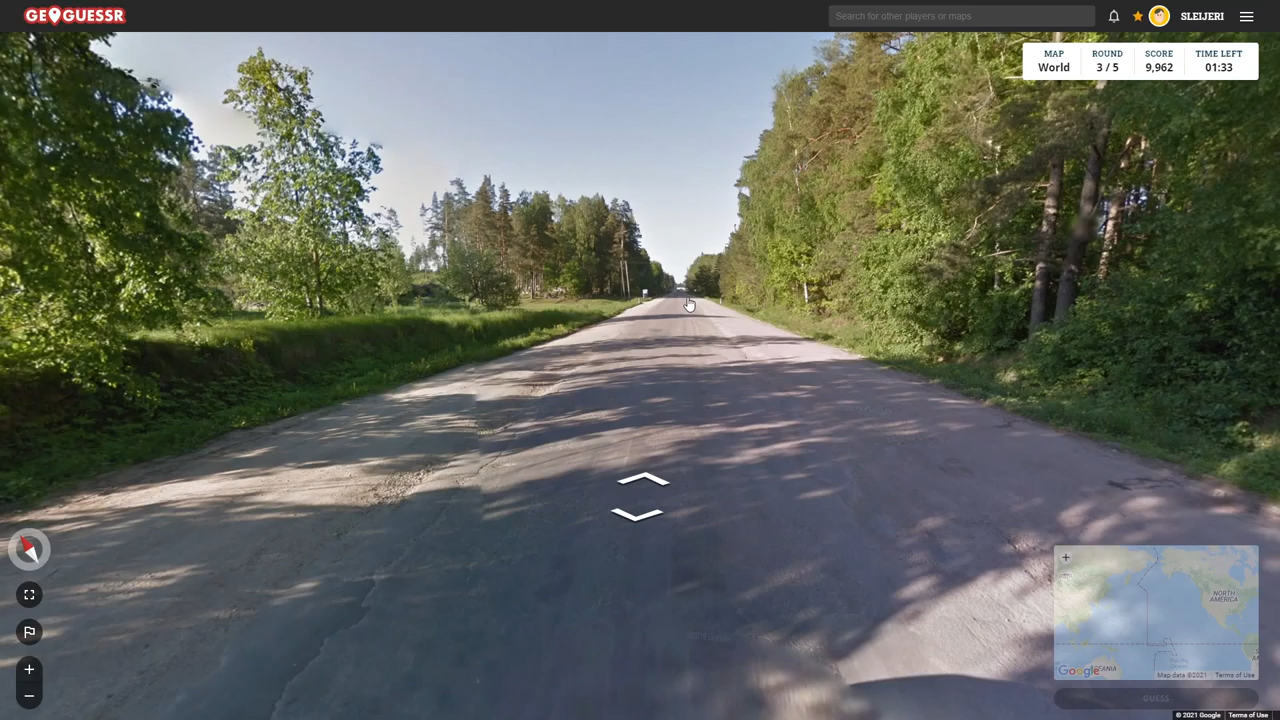 GEOGUESSR
Search for other players or maps
SLEIJERI
MAP
World
ROUND
3 / 5
SCORE
9,962
TIME LEFT
01:33
+
−
+
NORTH
AMERICA
Google
Map data ©2021
Terms of Use
GUESS
© 2021 Google
Terms of Use